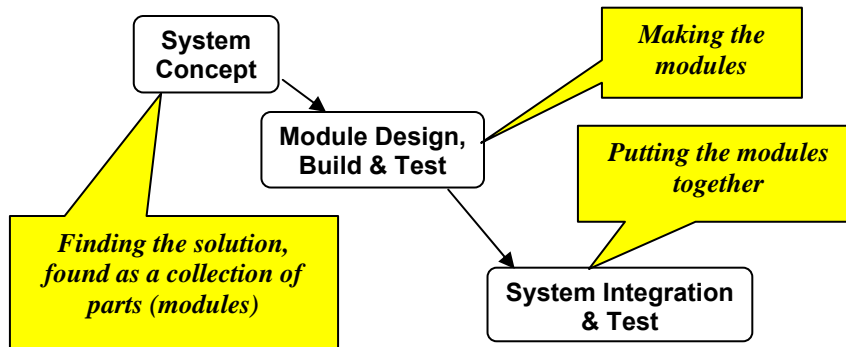 System
Concept
Making the
modules
Module Design,
Build & Test
Putting the modules
together
Finding the solution,
found as a collection of
parts (modules)
System Integration
& Test